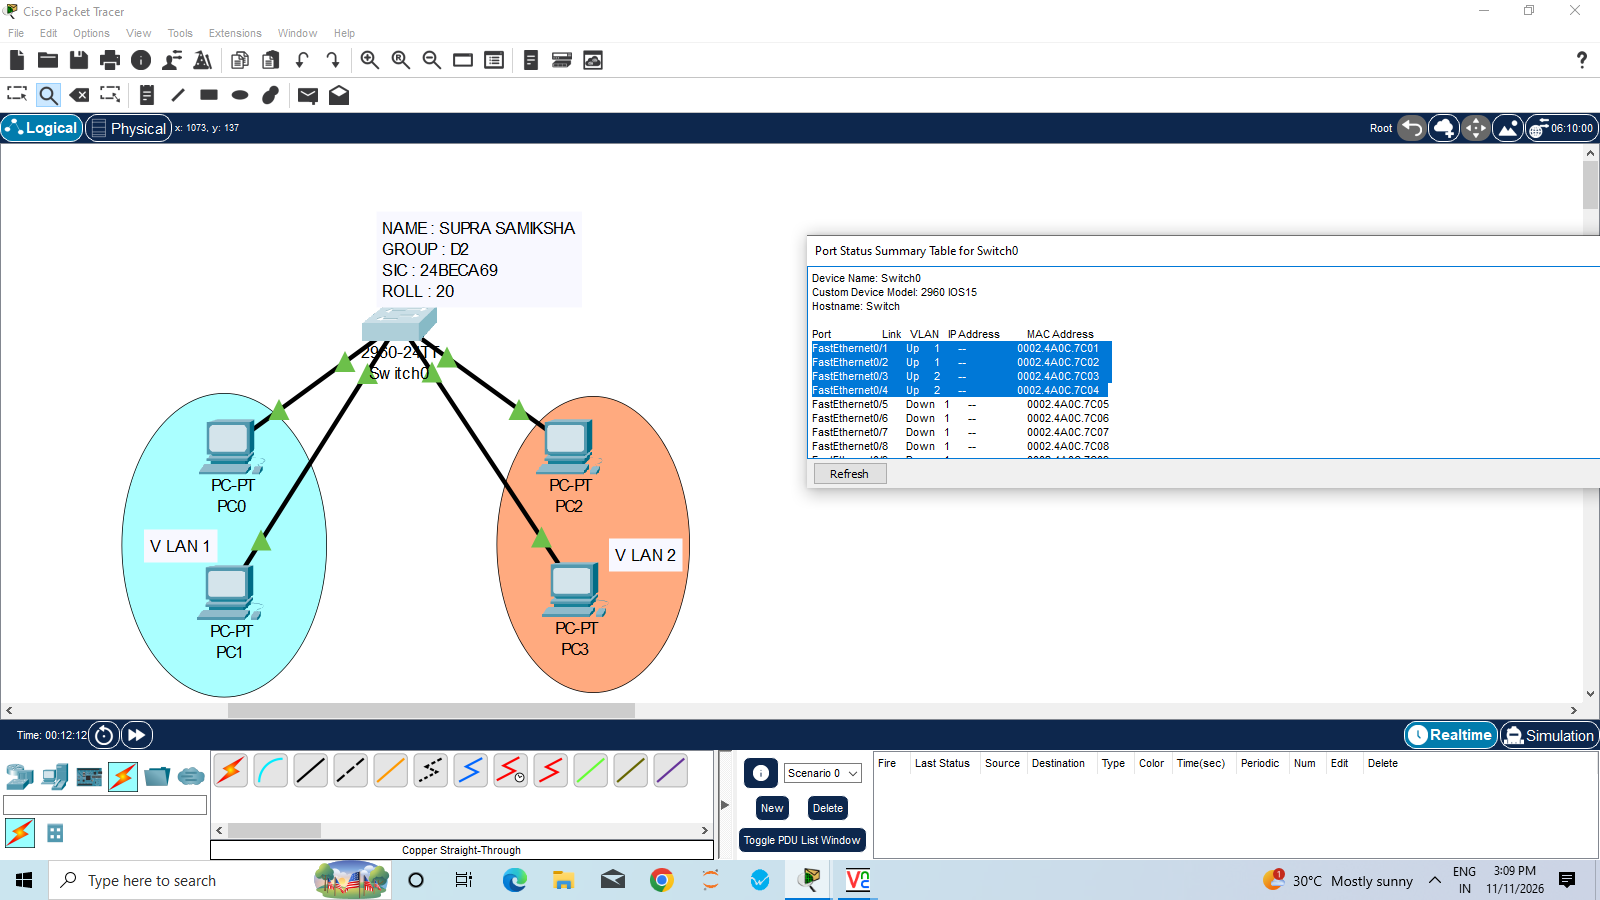 Cisco Packet Tracer
File Edit Options View Tools Extensions Window Help
Logical Physical x: 1073, y: 137 Root 06:10:00
NAME : SUPRA SAMIKSHA
GROUP : D2
SIC : 24BECA69
ROLL : 20
2960-24TT
Switch0
PC-PT
PC0
PC-PT
PC2
V LAN 1
V LAN 2
PC-PT
PC1
PC-PT
PC3
Port Status Summary Table for Switch0
Device Name: Switch0
Custom Device Model: 2960 IOS15
Hostname: Switch
Port Link VLAN IP Address MAC Address
FastEthernet0/1 Up 1 -- 0002.4A0C.7C01
FastEthernet0/2 Up 1 -- 0002.4A0C.7C02
FastEthernet0/3 Up 2 -- 0002.4A0C.7C03
FastEthernet0/4 Up 2 -- 0002.4A0C.7C04
FastEthernet0/5 Down 1 -- 0002.4A0C.7C05
FastEthernet0/6 Down 1 -- 0002.4A0C.7C06
FastEthernet0/7 Down 1 -- 0002.4A0C.7C07
FastEthernet0/8 Down 1 -- 0002.4A0C.7C08
Refresh
Time: 00:12:12 Realtime Simulation
Scenario 0
New Delete
Toggle PDU List Window
Fire Last Status Source Destination Type Color Time(sec) Periodic Num Edit Delete
Copper Straight-Through
Type here to search
1 30°C Mostly sunny
ENG
IN
3:09 PM
11/11/2026